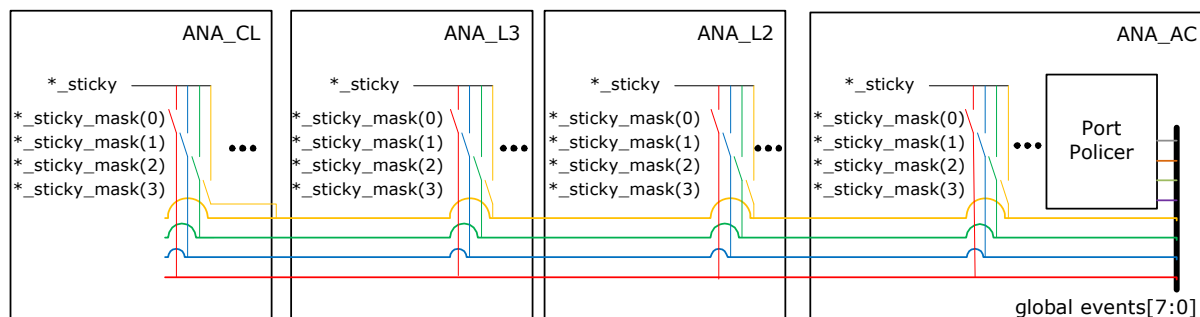 ANA_CL
*_sticky
*_sticky_mask(0)
*_sticky_mask(1)
*_sticky_mask(2)
*_sticky_mask(3)
ANA_L3
*_sticky
*_sticky_mask(0)
*_sticky_mask(1)
*_sticky_mask(2)
*_sticky_mask(3)
ANA_L2
*_sticky
*_sticky_mask(0)
*_sticky_mask(1)
*_sticky_mask(2)
*_sticky_mask(3)
ANA_AC
*_sticky
*_sticky_mask(0)
*_sticky_mask(1)
*_sticky_mask(2)
*_sticky_mask(3)
Port
Policer
global events[7:0]